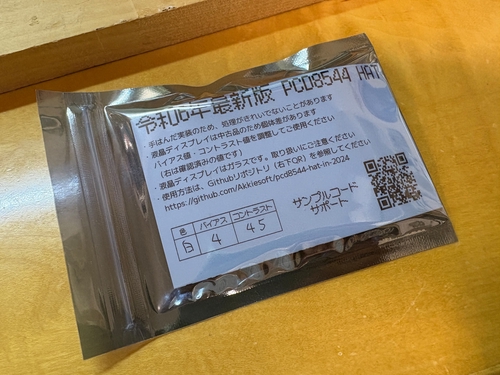 令和6年最新版 PCD8544 HAT
・手はんだ実装のため、処理がきれいでないことがあります
・液晶ディスプレイは中古品のため個体差があります
バイアス値・コントラスト値を調整してご使用ください
(右は確認済みの値です)
・液晶ディスプレイはガラスです。取り扱いにご注意ください
・使用方法は、Githubリポジトリ(右下QR)を参照してください
https://github.com/Akkiesoft/pcd8544-hat-in-2024
色 バイアス コントラスト
白 4 45
サンプルコード
サポート